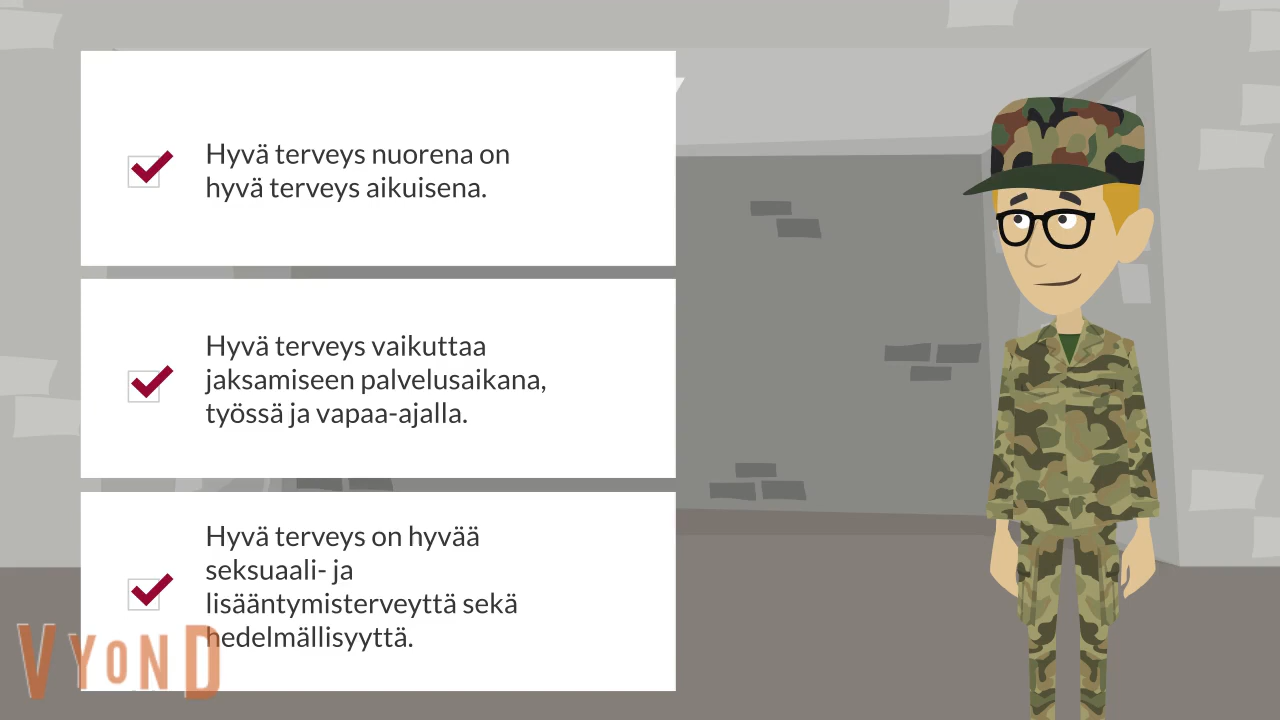 Hyvä terveys nuorena on
hyvä terveys aikuisena.
Hyvä terveys vaikuttaa
jaksamiseen palvelusaikana,
työssä ja vapaa-ajalla.
Hyvä terveys on hyvää
seksuaali- ja
lisääntymisterveyttä sekä
hedelmällisyyttä.
VYOND